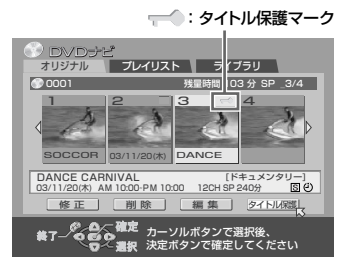 ：タイトル保護マーク
DVDナビ
オリジナル プレイリスト ライブラリ
0001 残量時間 103 分 SP 3/4
1 2 3 4
SOCCOR 03/11/20(木) DANCE
DANCE CARNIVAL [ドキュメンタリー]
03/11/20(木) AM 10:00-PM 10:00 12CH SP 240分 S
修 正 削 除 編 集 タイトル保護
終了 確定 カーソルボタンで選択後、
選択 決定ボタンで確定してください